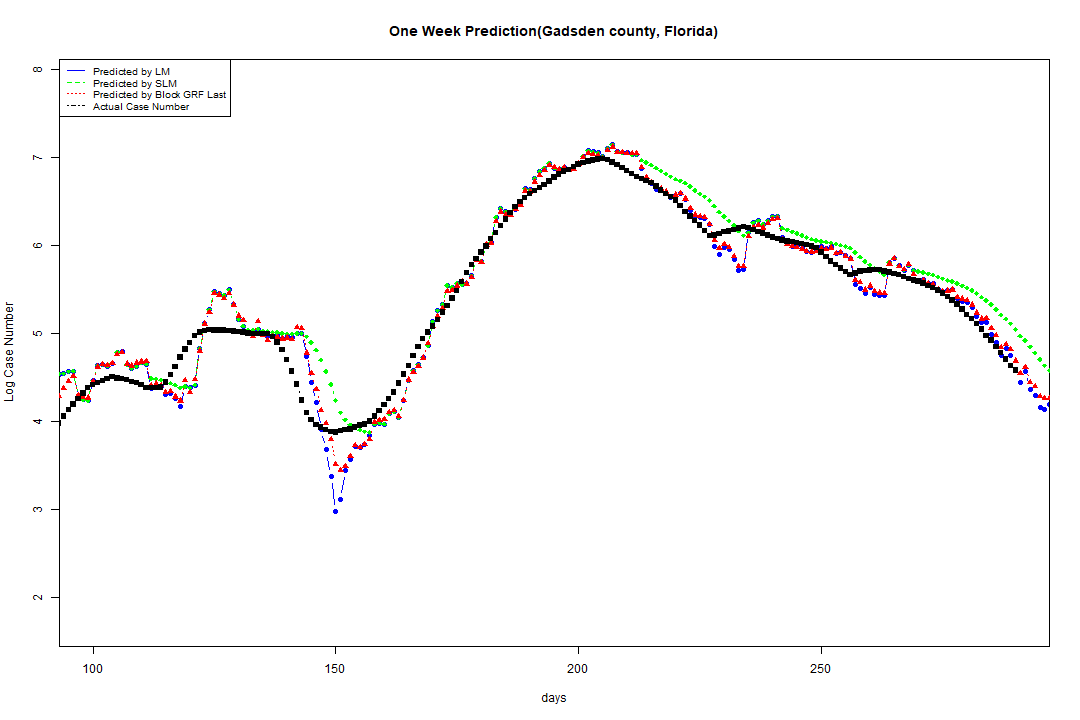 One Week Prediction(Gadsden county, Florida)
Predicted by LM
Predicted by SLM
Predicted by Block GRF Last
Actual Case Number
8
7
6
5
4
3
2
Log Case Number
100 150 200 250
days